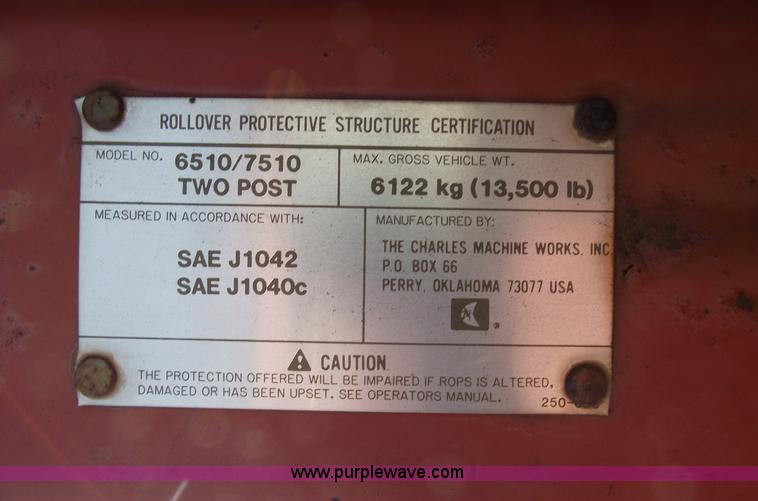 ROLLOVER PROTECTIVE STRUCTURE CERTIFICATION
MODEL NO. 6510/7510
TWO POST
MAX. GROSS VEHICLE WT.
6122 kg (13,500 lb)
MEASURED IN ACCORDANCE WITH:
SAE J1042
SAE J1040c
MANUFACTURED BY:
THE CHARLES MACHINE WORKS, INC
P.O. BOX 66
PERRY, OKLAHOMA 73077 USA
CAUTION
THE PROTECTION OFFERED WILL BE IMPAIRED IF ROPS IS ALTERED,
DAMAGED OR HAS BEEN UPSET. SEE OPERATORS MANUAL.
www.purplewave.com